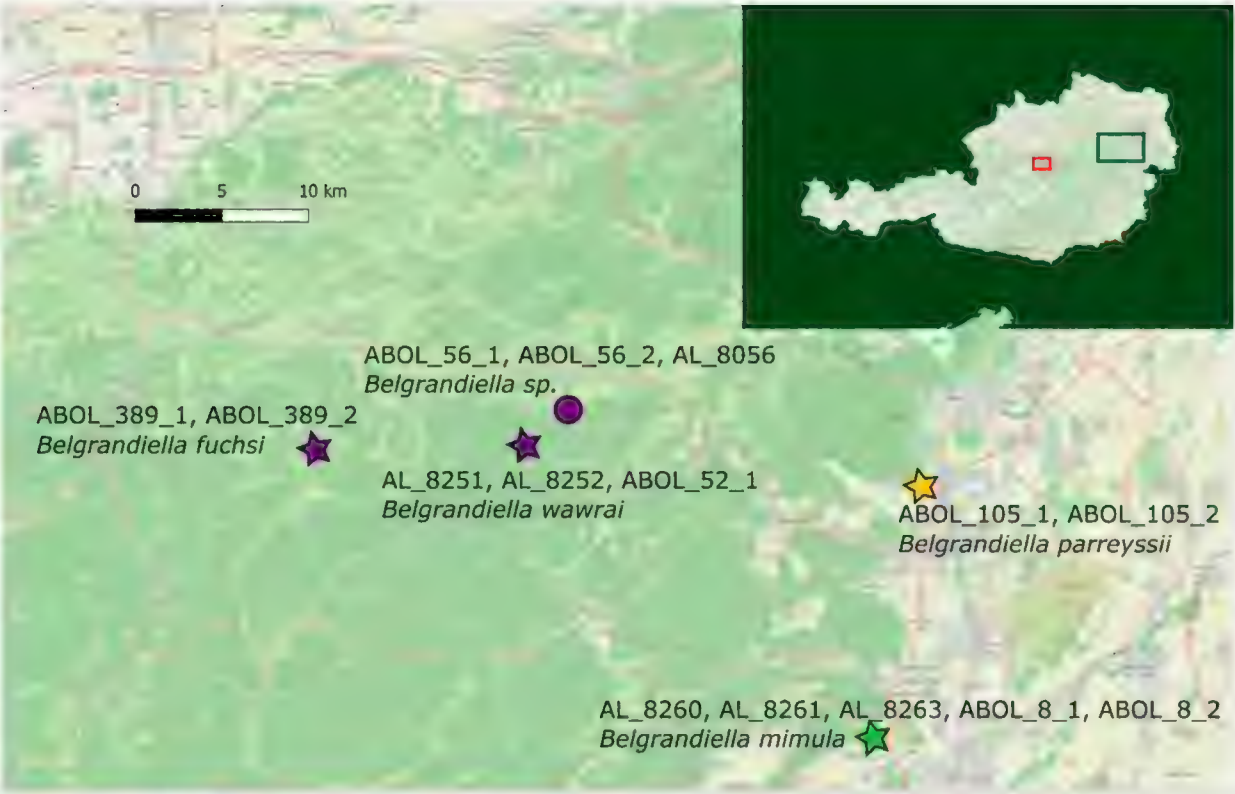 0 5 10 km
ABOL_56_1, ABOL_56_2, AL_8056
Belgrandiella sp.
ABOL_389_1, ABOL_389_2
Belgrandiella fuchsi
AL_8251, AL_8252, ABOL_52_1
Belgrandiella wawrai
ABOL_105_1, ABOL_105_2
Belgrandiella parreyssii
AL_8260, AL_8261, AL_8263, ABOL_8_1, ABOL_8_2
Belgrandiella mimula